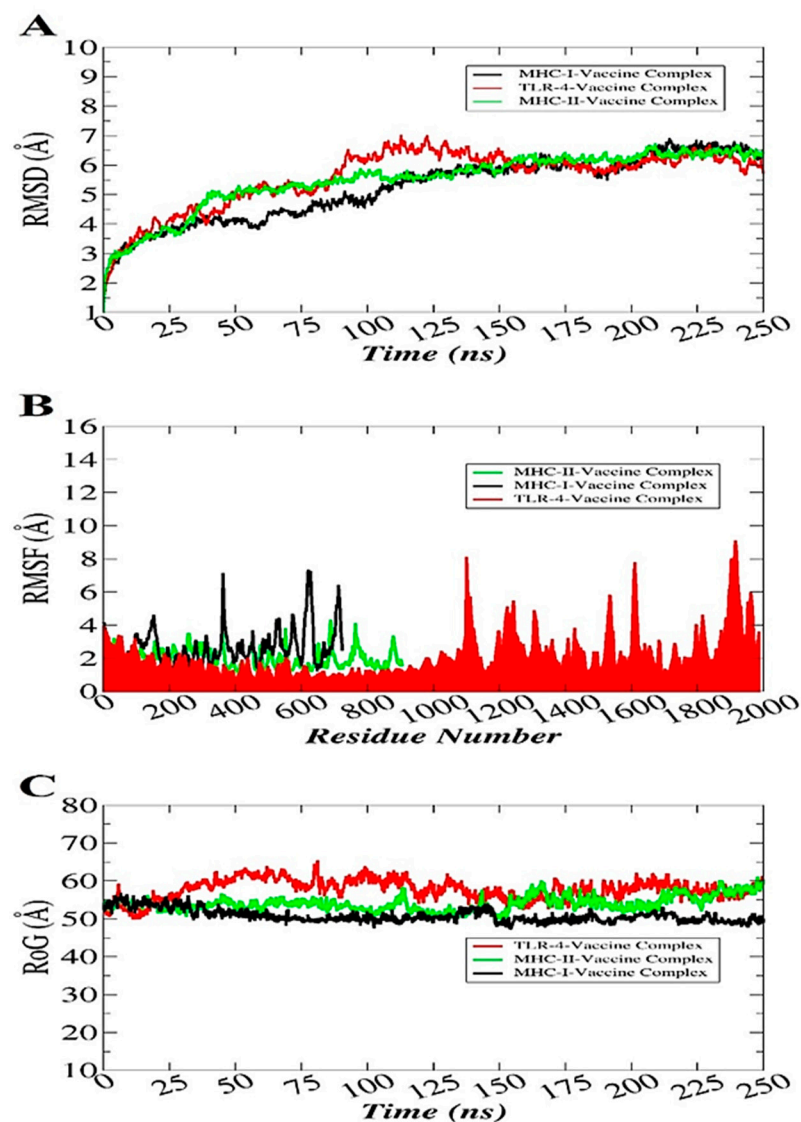 A
10
9
8
7
6
5
4
3
2
1
RMSD (Å)
MHC-I-Vaccine Complex
TLR-4-Vaccine Complex
MHC-II-Vaccine Complex
0 25 50 75 100 125 150 175 200 225 250
Time (ns)
B
16
14
12
10
8
6
4
2
0
RMSF (Å)
MHC-II-Vaccine Complex
MHC-I-Vaccine Complex
TLR-4-Vaccine Complex
0 200 400 600 800 1000 1200 1400 1600 1800 2000
Residue Number
C
80
70
60
50
40
30
20
10
RoG (Å)
TLR-4-Vaccine Complex
MHC-II-Vaccine Complex
MHC-I-Vaccine Complex
0 25 50 75 100 125 150 175 200 225 250
Time (ns)